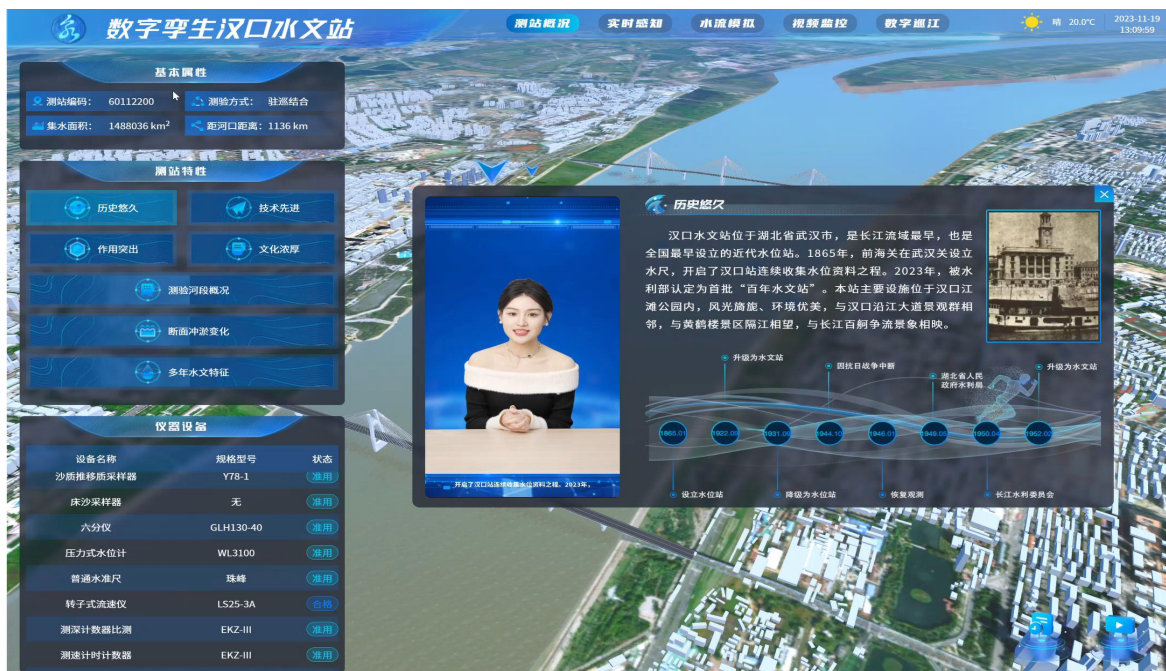 数字孪生汉口水文站
测站概况
实时感知
水流模拟
视频监控
数字巡江
晴 20.0℃
2023-11-19
13:09:59
基本属性
测站编码: 60112200
测验方式: 驻巡结合
集水面积: 1488036 km²
距河口距离: 1136 km
测站特性
历史悠久
技术先进
作用突出
文化浓厚
测验河段概况
断面冲淤变化
多年水文特征
仪器设备
设备名称 规格型号 状态
沙质推移质采样器 Y78-1 准用
床沙采样器 无 准用
六分仪 GLH130-40 准用
压力式水位计 WL3100 准用
普通水准尺 珠峰 准用
转子式流速仪 LS25-3A 合格
测深计数器比测 EKZ-III 准用
测速计时计数器 EKZ-III 准用
历史悠久
汉口水文站位于湖北省武汉市，是长江流域最早，也是
全国最早设立的近代水位站。1865年，前海关在武汉关设立
水尺，开启了汉口站连续收集水位资料之程。2023年，被水
利部认定为首批“百年水文站”。本站主要设施位于汉口江
滩公园内，风光旖旎、环境优美，与汉口沿江大道景观群相
邻，与黄鹤楼景区隔江相望，与长江百舸争流景象相映。
开启了汉口站连续收集水位资料之程。2023年，
升级为水文站
因抗日战争中断
湖北省人民
政府水利局
升级为水文站
1865.01
1922.09
1931.09
1944.10
1946.01
1949.05
1950.04
1952.02
设立水位站
降级为水位站
恢复观测
长江水利委员会